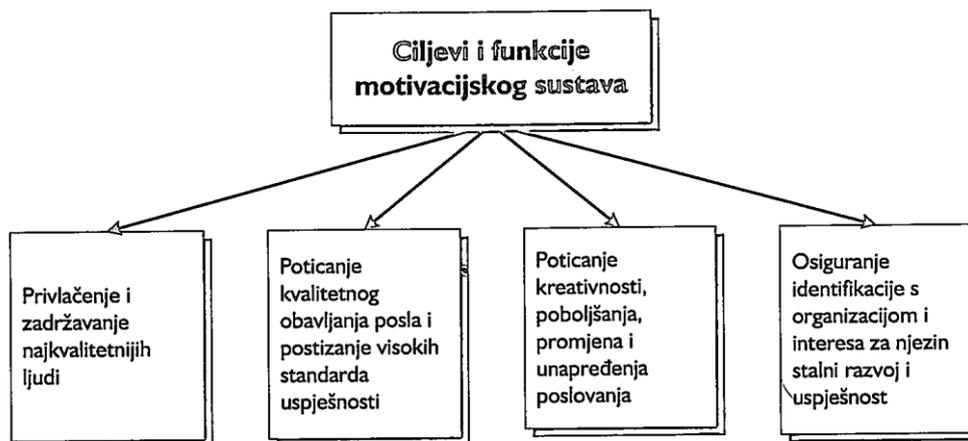 Ciljevi i funkcije
motivacijskog sustava
Privlačenje i
zadržavanje
najkvalitetnijih
ljudi
Poticanje
kvalitetnog
obavljanja posla i
postizanje visokih
standarda
uspješnosti
Poticanje
kreativnosti,
poboljšanja,
promjena i
unapređenja
poslovanja
Osiguranje
identifikacije s
organizacijom i
interesa za njezin
stalni razvoj i
uspješnost